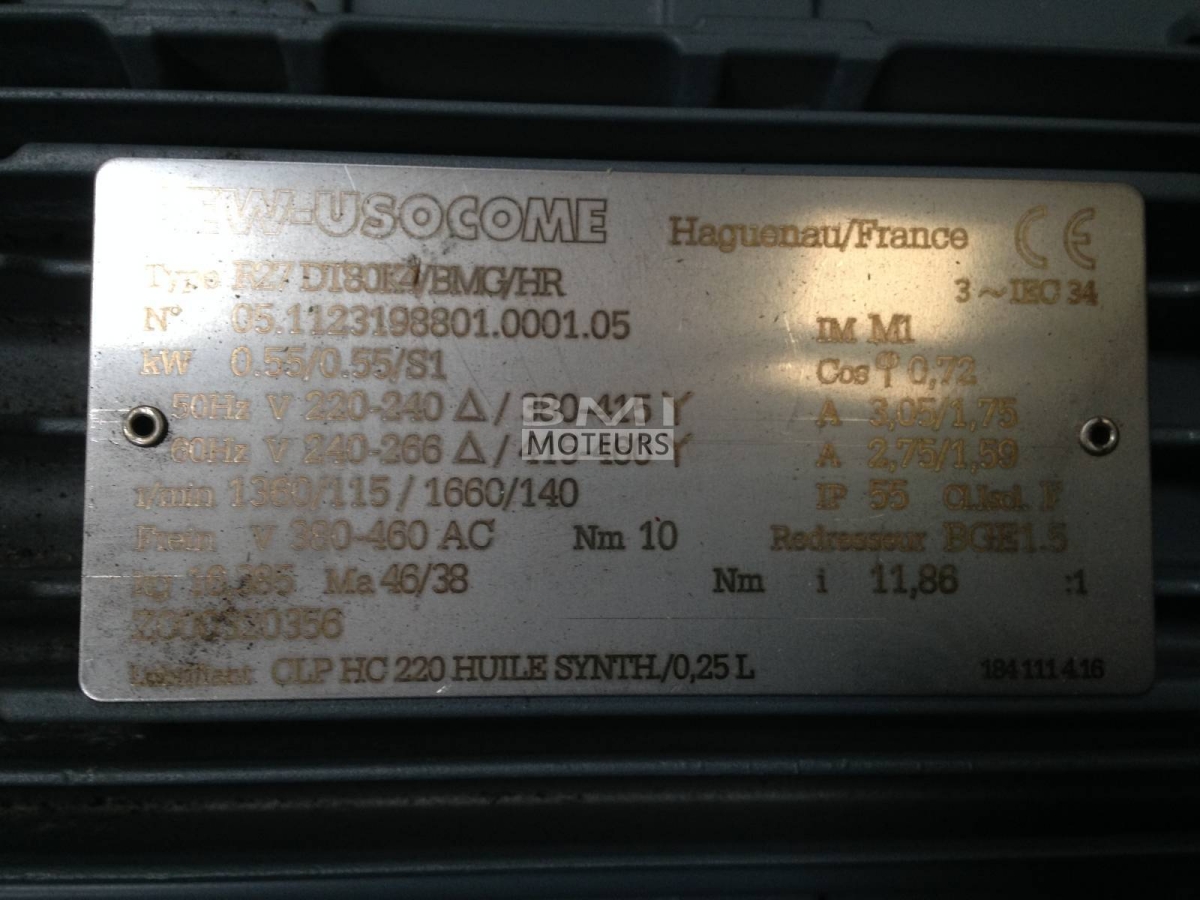 SEW-USOCOME Haguenau/France CE
Type R27 DT80K4/BMG/HR 3~IEC 34
N° 05.1123198801.0001.05 IM M1
kW 0.55/0.55/S1 Cos φ 0,72
50Hz V 220-240 Δ / 380-415 Y A 3,05/1,75
60Hz V 240-266 Δ / Y A 2,75/1,59
BMI
MOTEURS
r/min 1360/115 / 1660/140 IP 55 Cl.Isol. F
Frein V 380-460 AC Nm 10 Redresseur BGE1.5
kg Ma 46/38 Nm i 11,86 :1
Lubrifiant CLP HC 220 HUILE SYNTH./0,25 L 184 111 4.16